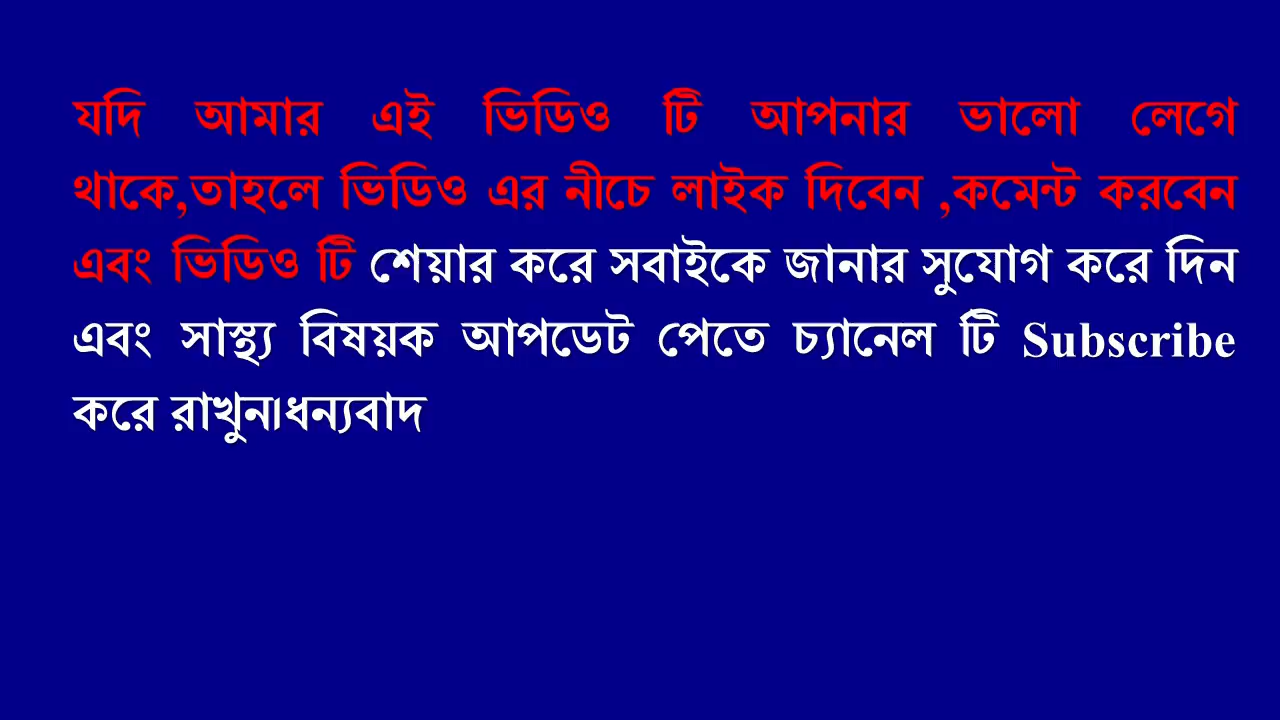 যদি আমার এই ভিডিও টি আপনার ভালো লেগে
থাকে,তাহলে ভিডিও এর নীচে লাইক দিবেন ,কমেন্ট করবেন
এবং ভিডিও টি শেয়ার করে সবাইকে জানার সুযোগ করে দিন
এবং সাস্থ্য বিষয়ক আপডেট পেতে চ্যানেল টি Subscribe
করে রাখুন।ধন্যবাদ